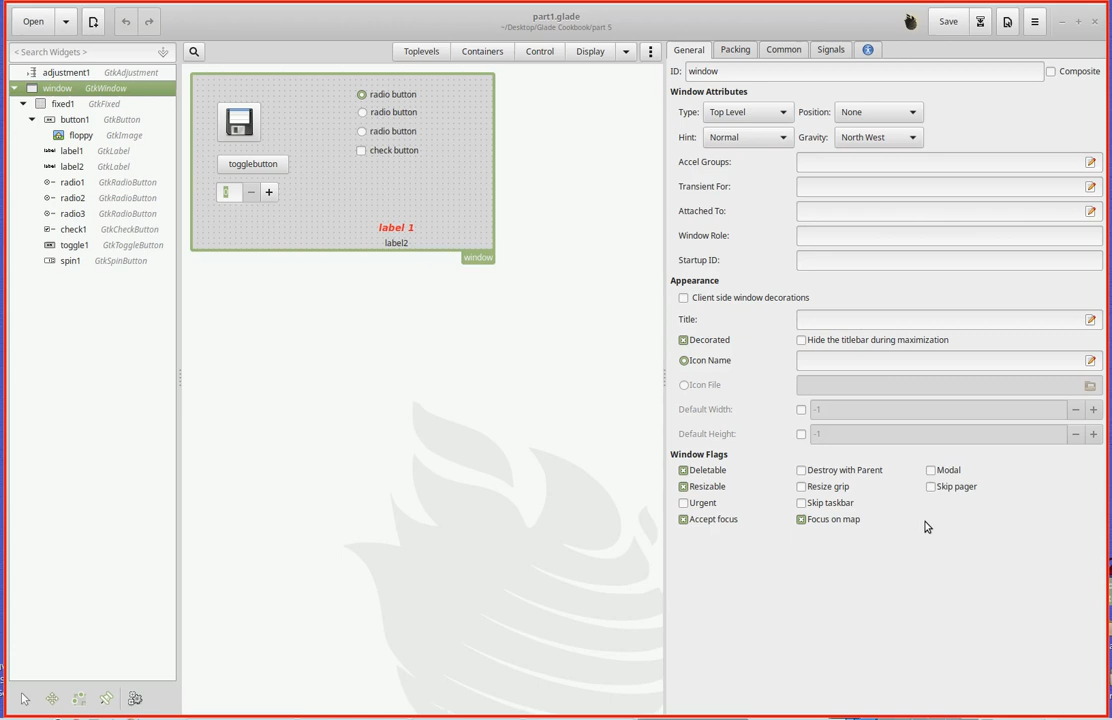 part1.glade
~/Desktop/Glade Cookbook/part 5
Open
Save
< Search Widgets >
adjustment1 GtkAdjustment
window GtkWindow
fixed1 GtkFixed
button1 GtkButton
floppy GtkImage
label1 GtkLabel
label2 GtkLabel
radio1 GtkRadioButton
radio2 GtkRadioButton
radio3 GtkRadioButton
check1 GtkCheckButton
toggle1 GtkToggleButton
spin1 GtkSpinButton
Toplevels Containers Control Display
radio button
radio button
radio button
check button
togglebutton
0 − +
label 1
label2
window
General Packing Common Signals
ID: window Composite
Window Attributes
Type: Top Level Position: None
Hint: Normal Gravity: North West
Accel Groups:
Transient For:
Attached To:
Window Role:
Startup ID:
Appearance
Client side window decorations
Title:
Decorated Hide the titlebar during maximization
Icon Name
Icon File
Default Width: -1
Default Height: -1
Window Flags
Deletable Destroy with Parent Modal
Resizable Resize grip Skip pager
Urgent Skip taskbar
Accept focus Focus on map